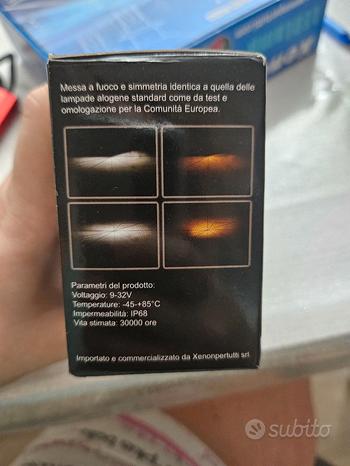 Messa a fuoco e simmetria identica a quella delle
lampade alogene standard come da test e
omologazione per la Comunità Europea.
Parametri del prodotto:
Voltaggio: 9-32V
Temperature: -45-+85°C
Impermeabilità: IP68
Vita stimata: 30000 ore
Importato e commercializato da Xenonpertutti srl
subito